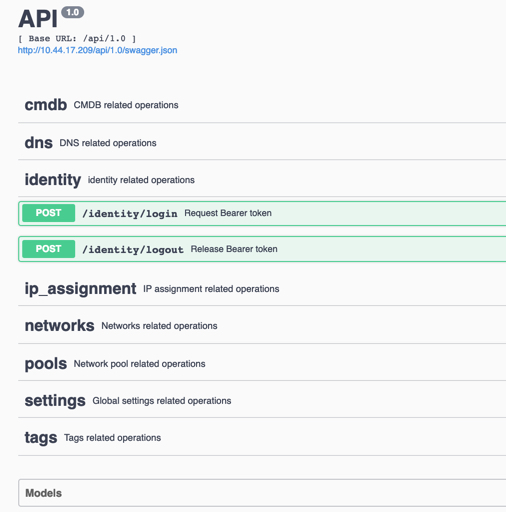 API 1.0
[ Base URL: /api/1.0 ]
http://10.44.17.209/api/1.0/swagger.json
cmdb CMDB related operations
dns DNS related operations
identity identity related operations
POST /identity/login Request Bearer token
POST /identity/logout Release Bearer token
ip_assignment IP assignment related operations
networks Networks related operations
pools Network pool related operations
settings Global settings related operations
tags Tags related operations
Models